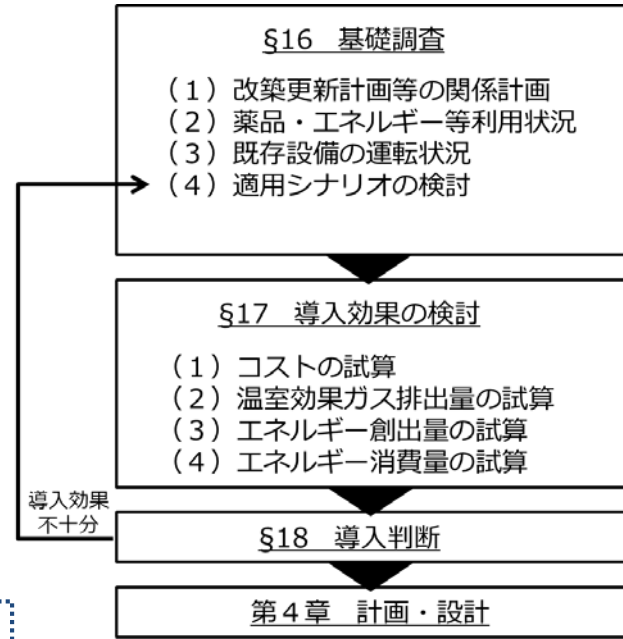 §16　基礎調査
（１）改築更新計画等の関係計画
（２）薬品・エネルギー等利用状況
（３）既存設備の運転状況
（４）適用シナリオの検討
§17　導入効果の検討
（１）コストの試算
（２）温室効果ガス排出量の試算
（３）エネルギー創出量の試算
（４）エネルギー消費量の試算
導入効果
不十分
§18　導入判断
第４章　計画・設計